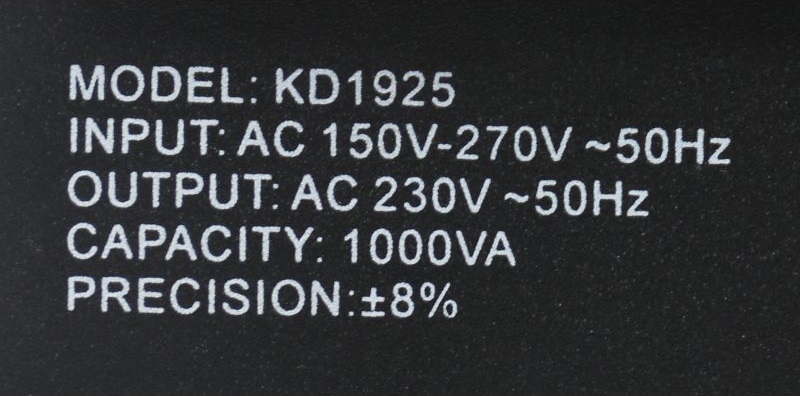 MODEL: KD1925
INPUT: AC 150V-270V ~50Hz
OUTPUT: AC 230V ~50Hz
CAPACITY: 1000VA
PRECISION:±8%